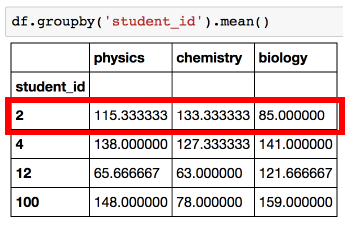 df.groupby('student_id').mean()
physics chemistry biology
student_id
2 115.333333 133.333333 85.000000
4 138.000000 127.333333 141.000000
12 65.666667 63.000000 121.666667
100 148.000000 78.000000 159.000000